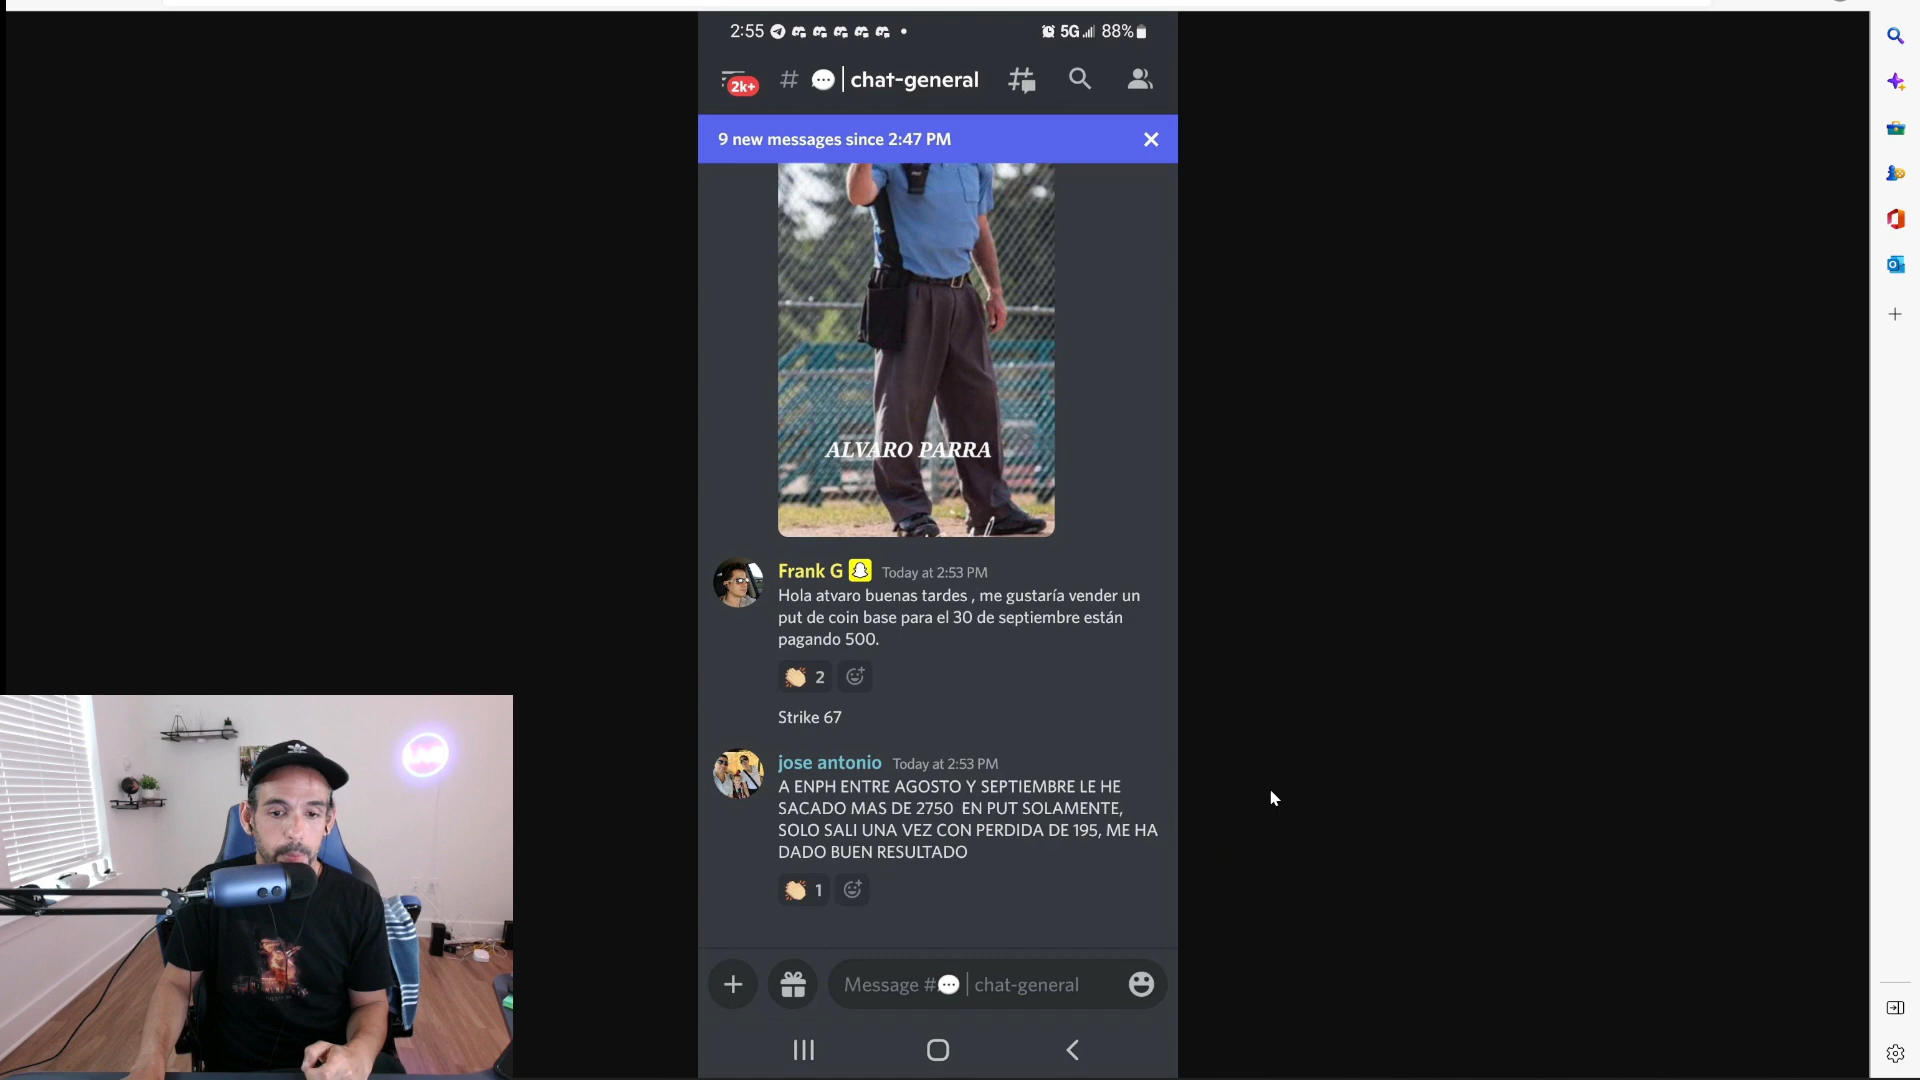 2:55
5G 88%
2k+
# 💬 | chat-general
9 new messages since 2:47 PM
ALVARO PARRA
Frank G Today at 2:53 PM
Hola atvaro buenas tardes , me gustaría vender un
put de coin base para el 30 de septiembre están
pagando 500.
2
Strike 67
jose antonio Today at 2:53 PM
A ENPH ENTRE AGOSTO Y SEPTIEMBRE LE HE
SACADO MAS DE 2750 EN PUT SOLAMENTE,
SOLO SALI UNA VEZ CON PERDIDA DE 195, ME HA
DADO BUEN RESULTADO
1
Message #💬 | chat-general